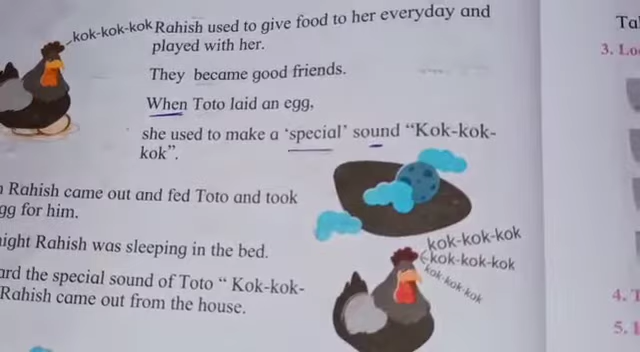 kok-kok-kok
Rahish used to give food to her everyday and
played with her.
They became good friends.
When Toto laid an egg,
she used to make a ‘special’ sound “Kok-kok-
kok”.
Rahish came out and fed Toto and took
gg for him.
ight Rahish was sleeping in the bed.
ard the special sound of Toto “ Kok-kok-
Rahish came out from the house.
kok-kok-kok
kok-kok-kok
kok-kok-kok
Ta
3. Lo
4. T
5. I